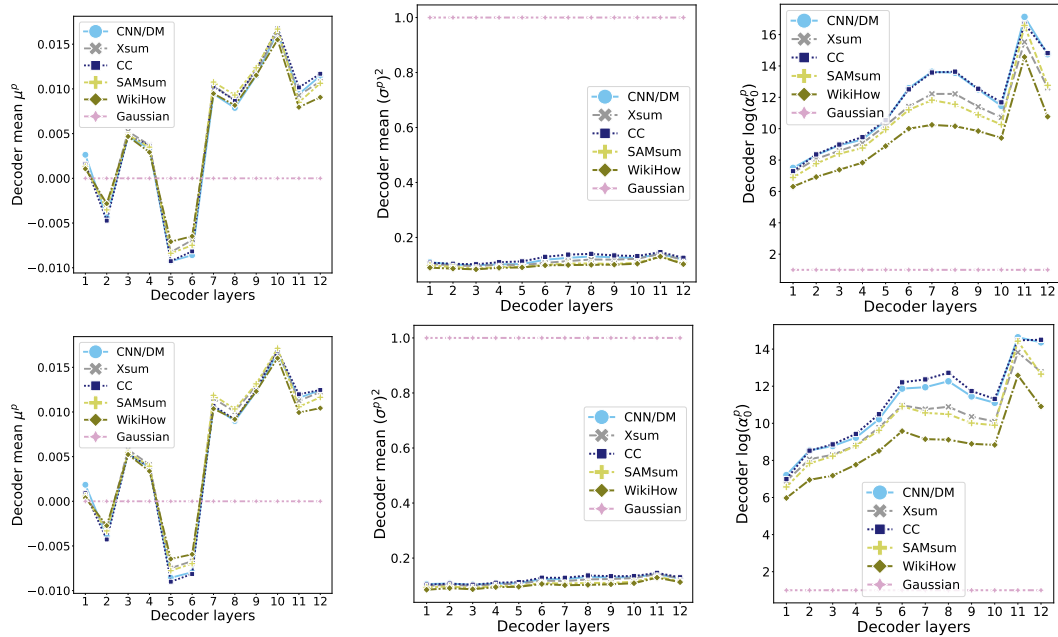 Decoder mean μᵖ
0.015
0.010
0.005
0.000
−0.005
−0.010
CNN/DM
Xsum
CC
SAMsum
WikiHow
Gaussian
1 2 3 4 5 6 7 8 9 10 11 12
Decoder layers
Decoder mean (σᵖ)²
1.0
0.8
0.6
0.4
0.2
CNN/DM
Xsum
CC
SAMsum
WikiHow
Gaussian
1 2 3 4 5 6 7 8 9 10 11 12
Decoder layers
Decoder log(α₀ᵖ)
16
14
12
10
8
6
4
2
CNN/DM
Xsum
CC
SAMsum
WikiHow
Gaussian
1 2 3 4 5 6 7 8 9 10 11 12
Decoder layers
Decoder mean μᵖ
0.015
0.010
0.005
0.000
−0.005
−0.010
CNN/DM
Xsum
CC
SAMsum
WikiHow
Gaussian
1 2 3 4 5 6 7 8 9 10 11 12
Decoder layers
Decoder mean (σᵖ)²
1.0
0.8
0.6
0.4
0.2
CNN/DM
Xsum
CC
SAMsum
WikiHow
Gaussian
1 2 3 4 5 6 7 8 9 10 11 12
Decoder layers
Decoder log(α₀ᵖ)
14
12
10
8
6
4
2
CNN/DM
Xsum
CC
SAMsum
WikiHow
Gaussian
1 2 3 4 5 6 7 8 9 10 11 12
Decoder layers